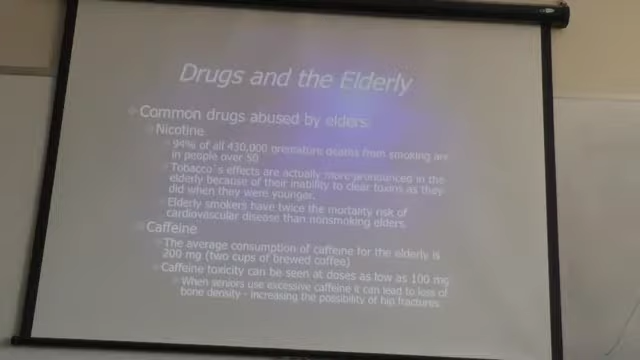 Drugs and the Elderly
Common drugs abused by elders
Nicotine
94% of all 430,000 premature deaths from smoking are
in people over 50
Tobacco`s effects are actually more pronounced in the
elderly because of their inability to clear toxins as they
did when they were younger.
Elderly smokers have twice the mortality risk of
cardiovascular disease than nonsmoking elders.
Caffeine
The average consumption of caffeine for the elderly is
200 mg (two cups of brewed coffee)
Caffeine toxicity can be seen at doses as low as 100 mg
When seniors use excessive caffeine it can lead to loss of
bone density - increasing the possibility of hip fractures